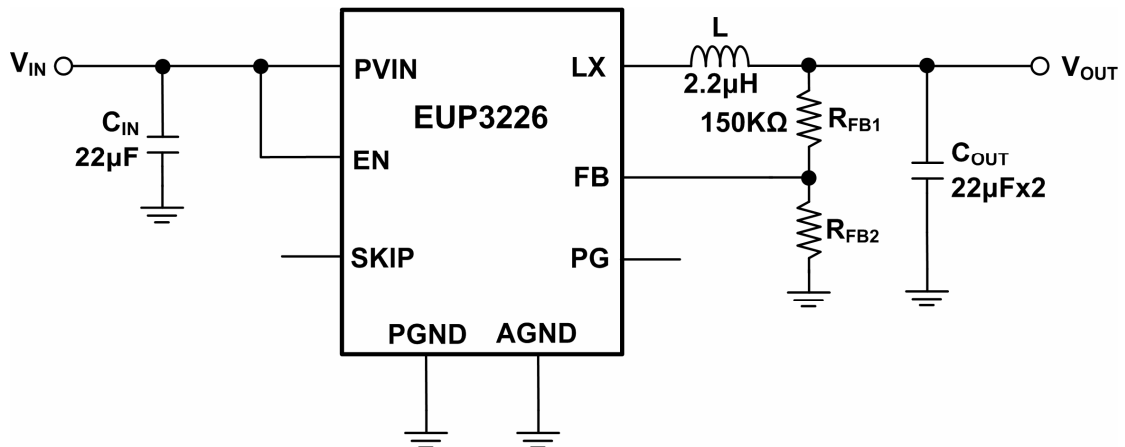 VIN
CIN
22µF
PVIN
EN
SKIP
EUP3226
PGND
AGND
LX
FB
PG
L
2.2µH
150KΩ
RFB1
RFB2
COUT
22µFx2
VOUT